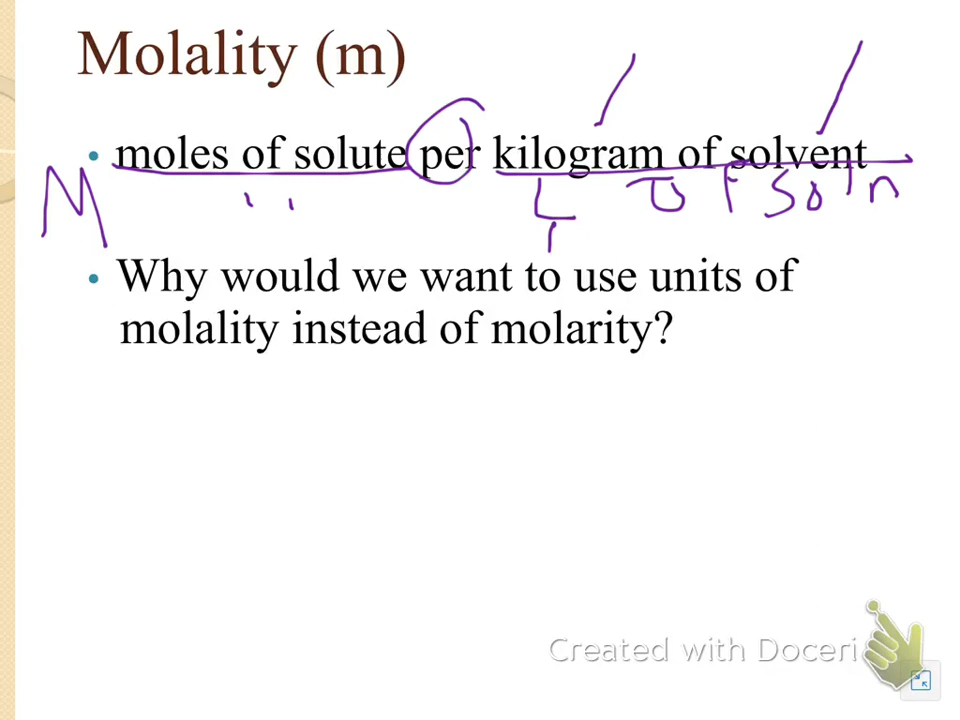 Molality (m)
• moles of solute per kilogram of solvent
M " L OF Soln
• Why would we want to use units of
molality instead of molarity?
Created with Doceri